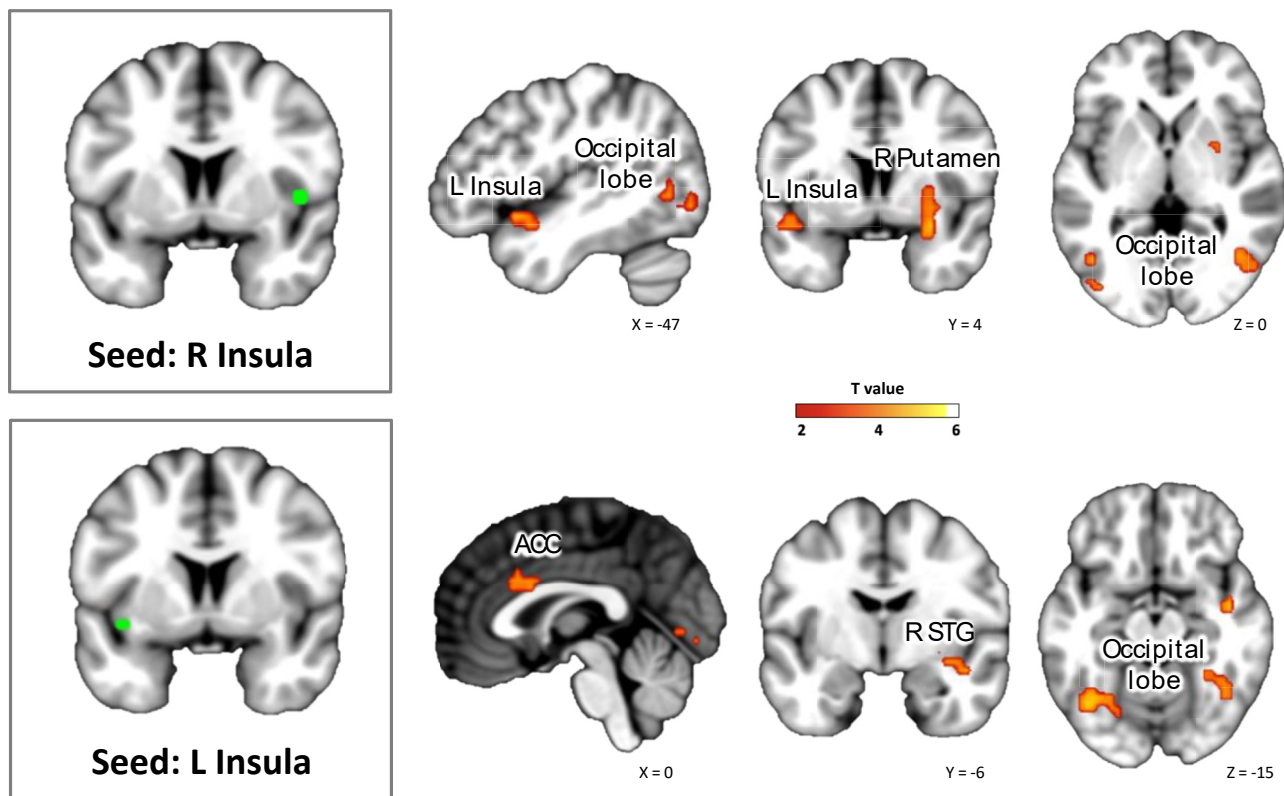 Seed: R Insula
L Insula
Occipital
lobe
X = -47
L Insula
R Putamen
Y = 4
Occipital
lobe
Z = 0
T value
2 4 6
Seed: L Insula
ACC
X = 0
R STG
Y = -6
Occipital
lobe
Z = -15